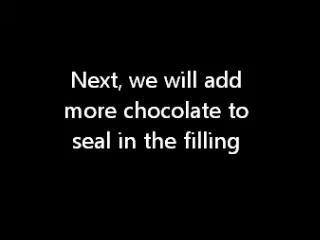 Next, we will add
more chocolate to
seal in the filling